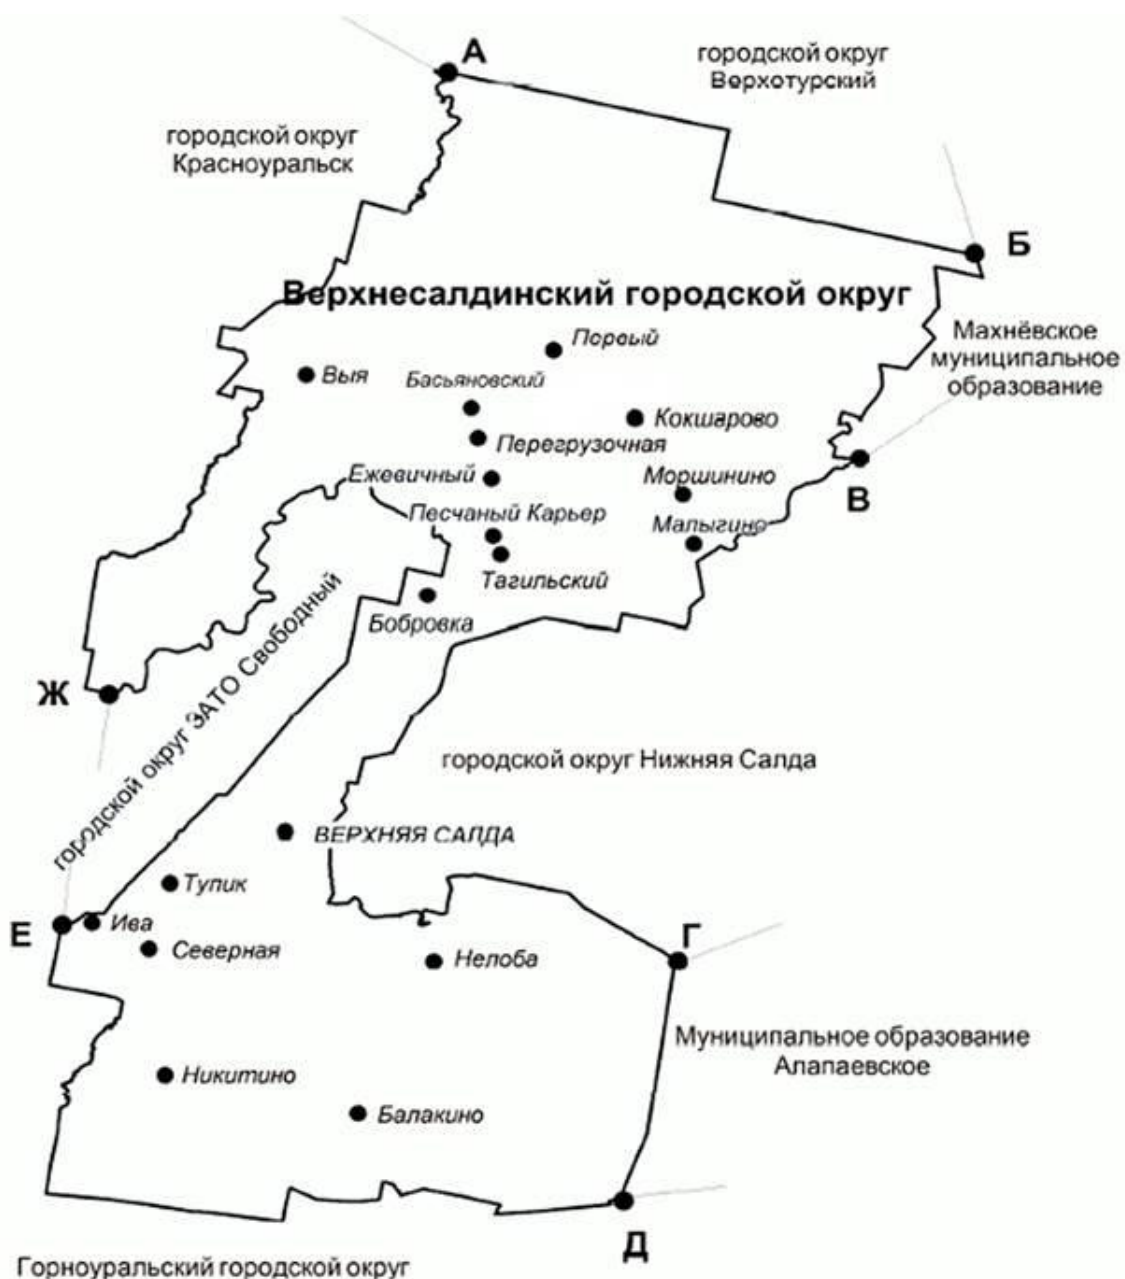 А
городской округ
Верхотурский
городской округ
Красноуральск
Б
Верхнесалдинский городской округ
Махнёвское
муниципальное
образование
Первый
Выя
Басьяновский
Кокшарово
Перегрузочная
Ежевичный
Моршинино
В
Песчаный Карьер
Малыгино
Тагильский
Бобровка
городской округ ЗАТО Свободный
Ж
городской округ Нижняя Салда
ВЕРХНЯЯ САЛДА
Тупик
Е
Ива
Г
Северная
Нелоба
Муниципальное образование
Алапаевское
Никитино
Балакино
Д
Горноуральский городской округ